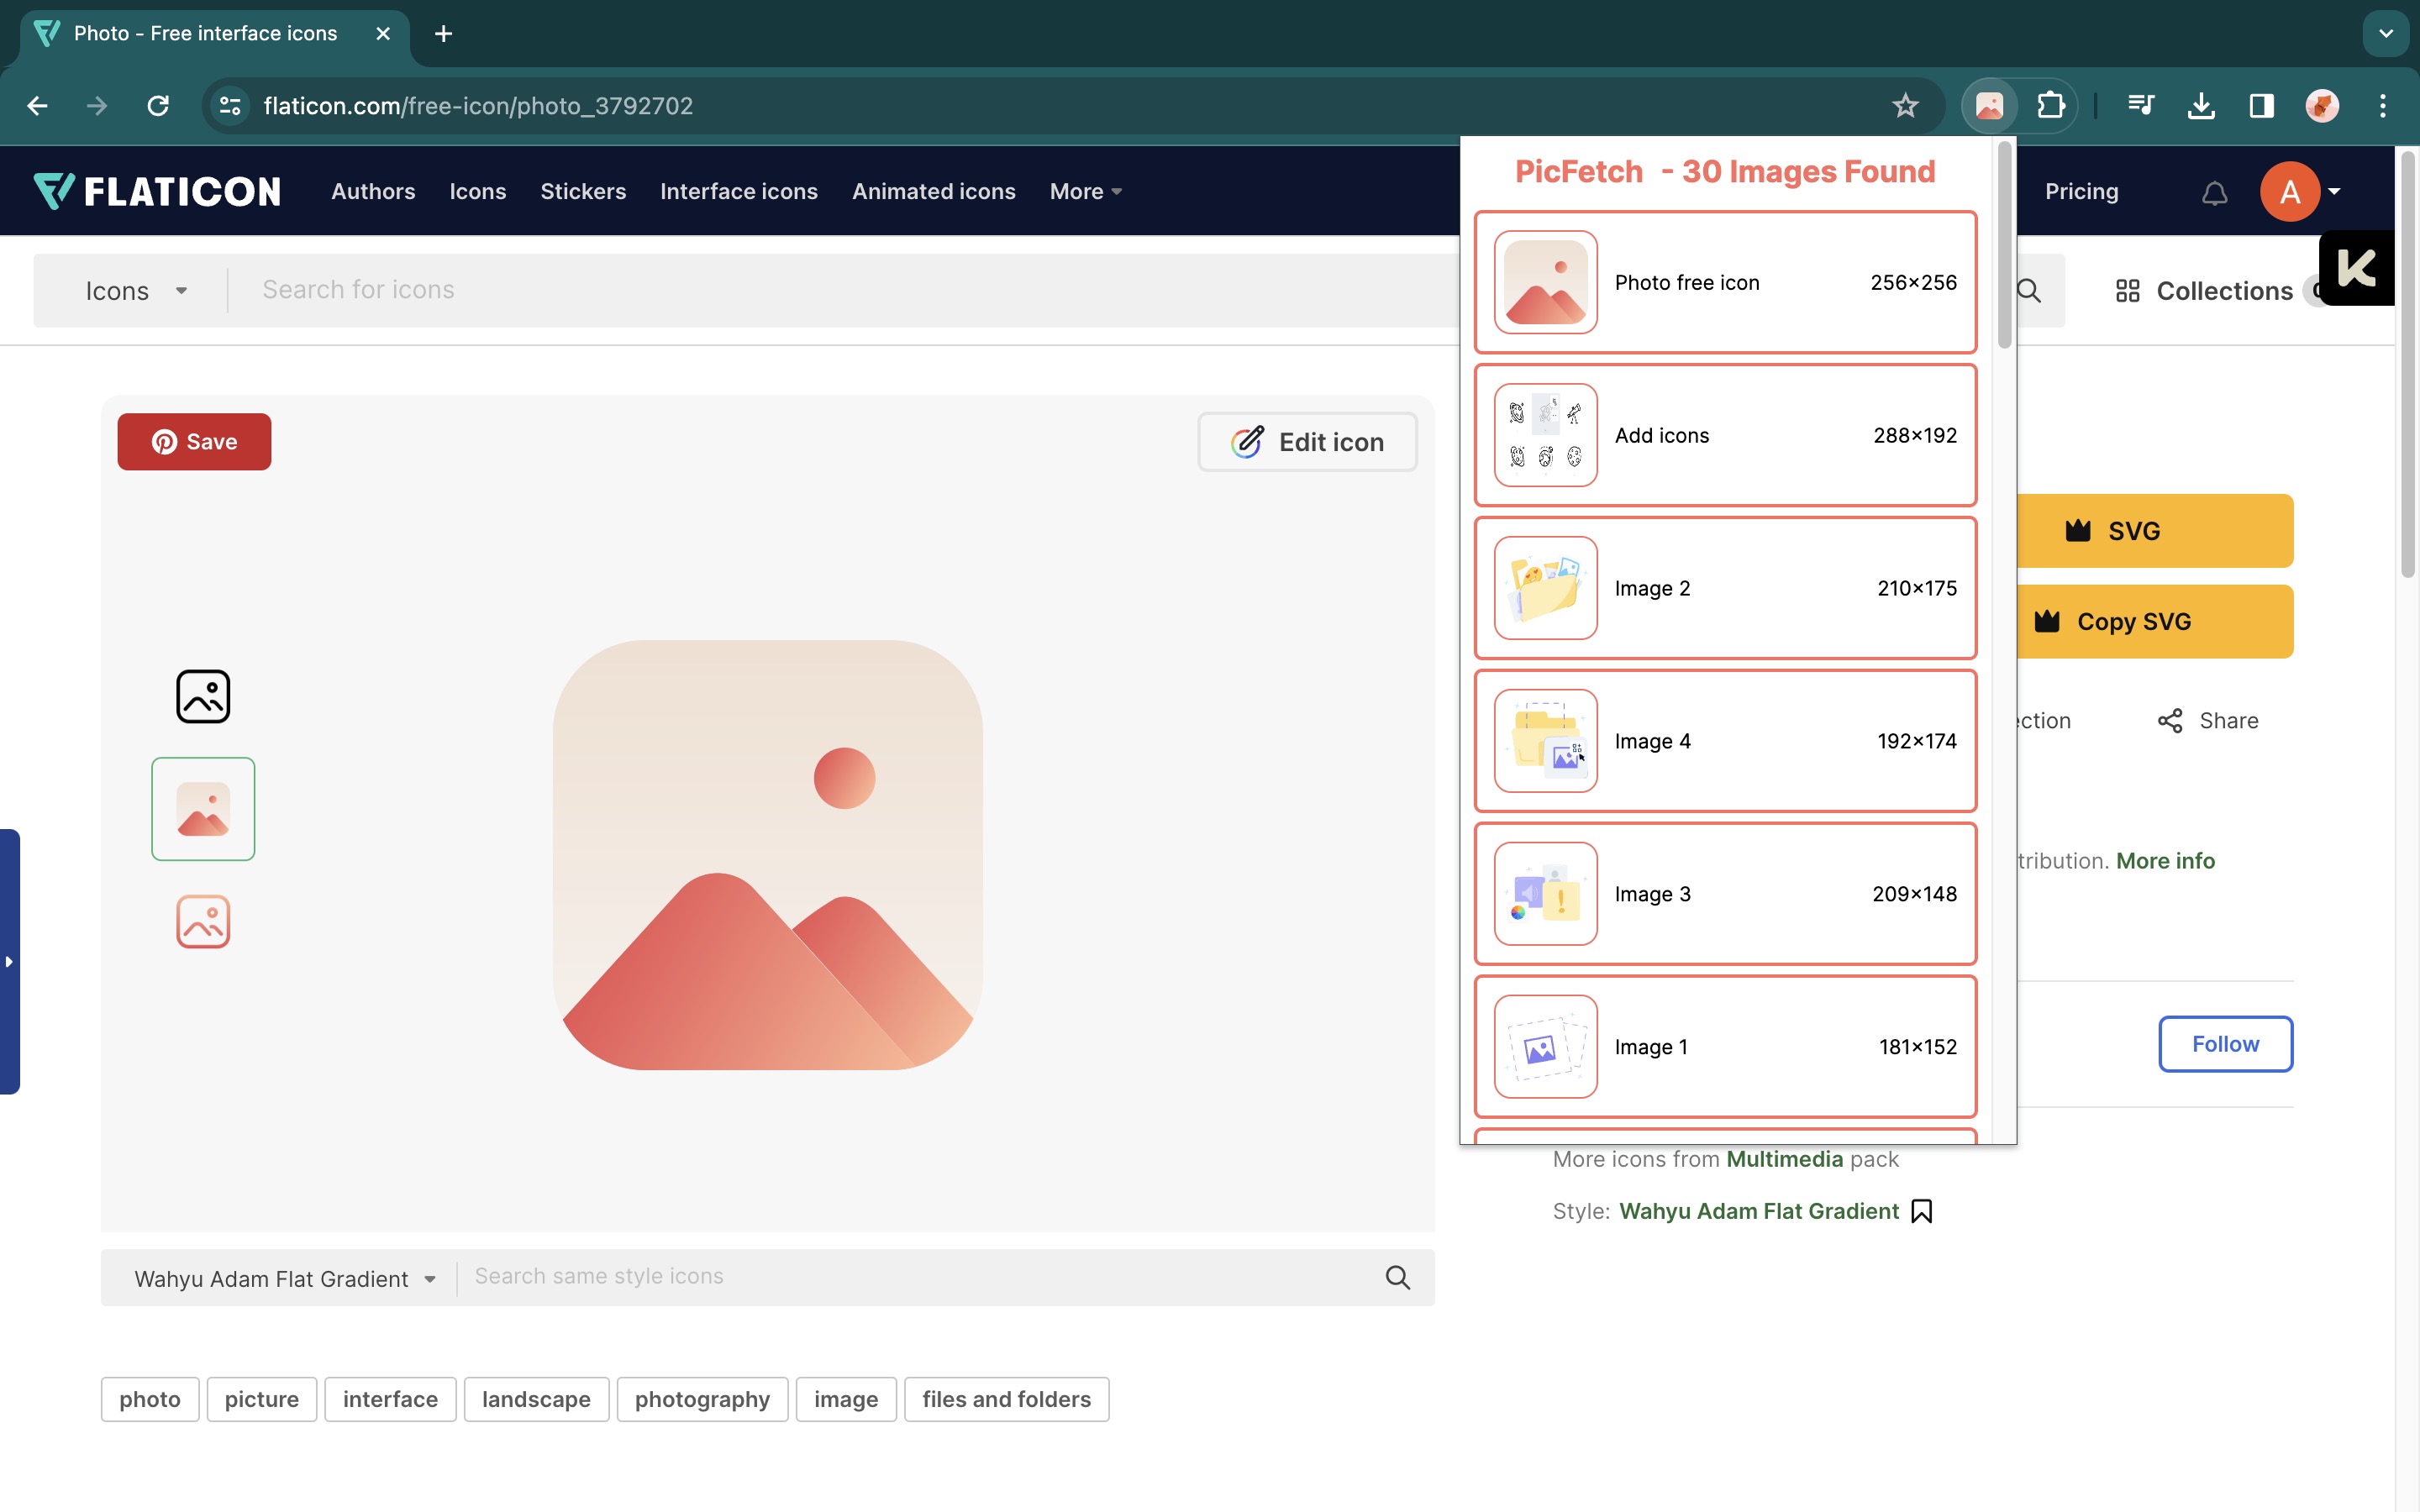 Photo - Free interface icons
flaticon.com/free-icon/photo_3792702
FLATICON
Authors
Icons
Stickers
Interface icons
Animated icons
More
Pricing
A
Icons
Search for icons
Collections
K
Save
Edit icon
PicFetch - 30 Images Found
Photo free icon 256×256
Add icons 288×192
Image 2 210×175
Image 4 192×174
Image 3 209×148
Image 1 181×152
SVG
Copy SVG
ection
Share
tribution. More info
Follow
More icons from Multimedia pack
Style: Wahyu Adam Flat Gradient
Wahyu Adam Flat Gradient
Search same style icons
photo
picture
interface
landscape
photography
image
files and folders